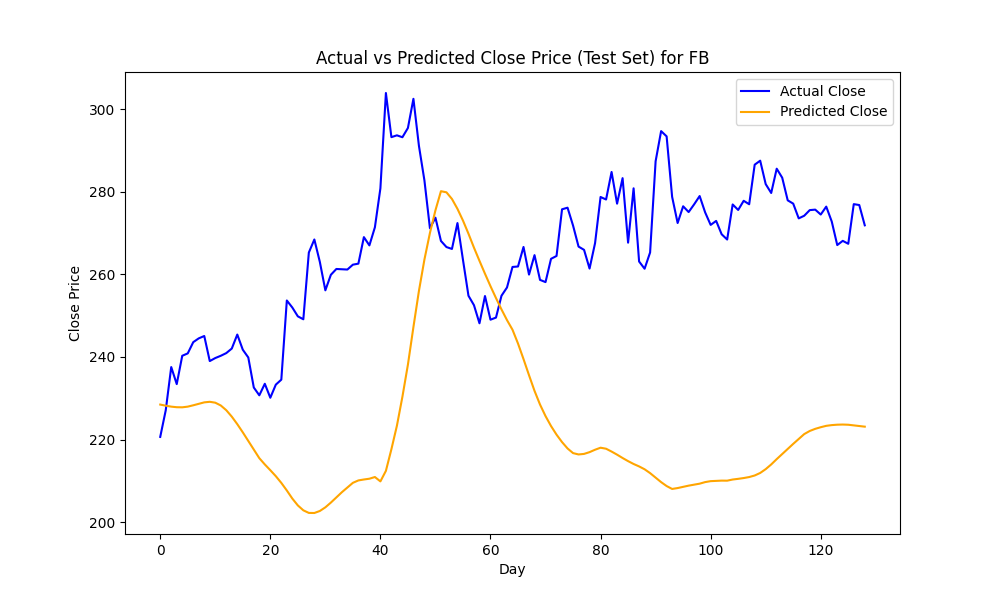 Actual vs Predicted Close Price (Test Set) for FB
Actual Close
Predicted Close
Close Price
300
280
260
240
220
200
0 20 40 60 80 100 120
Day